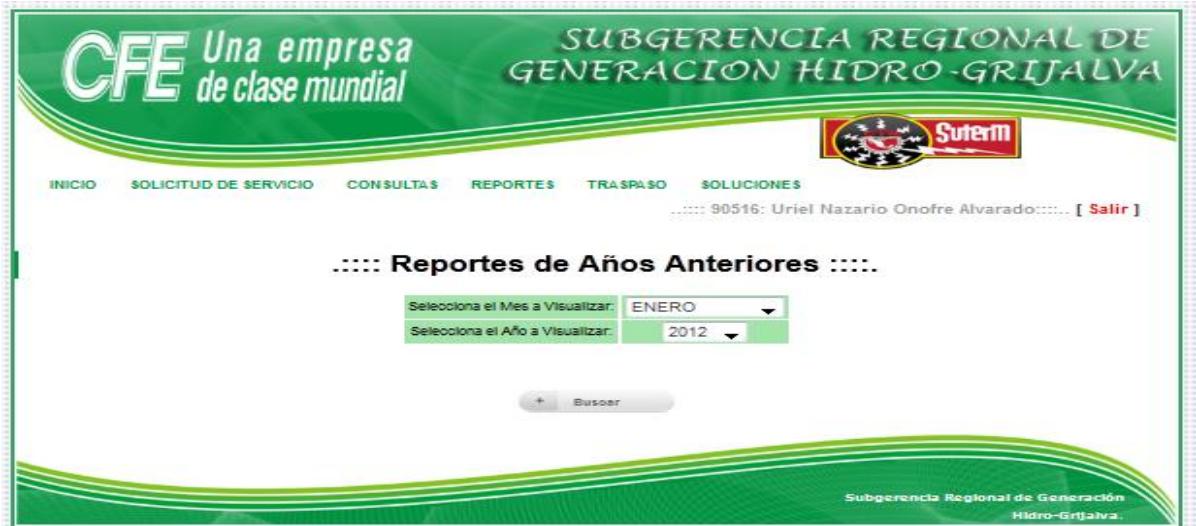 CFE Una empresa
de clase mundial
SUBGERENCIA REGIONAL DE
GENERACION HIDRO-GRIJALVA
Suterm
INICIO SOLICITUD DE SERVICIO CONSULTAS REPORTES TRASPASO SOLUCIONES
..:::: 90516: Uriel Nazario Onofre Alvarado::::.. [ Salir ]
.:::: Reportes de Años Anteriores ::::.
Selecciona el Mes a Visualizar: ENERO
Selecciona el Año a Visualizar: 2012
+ Buscar
Subgerencia Regional de Generación
Hidro-Grijalva.